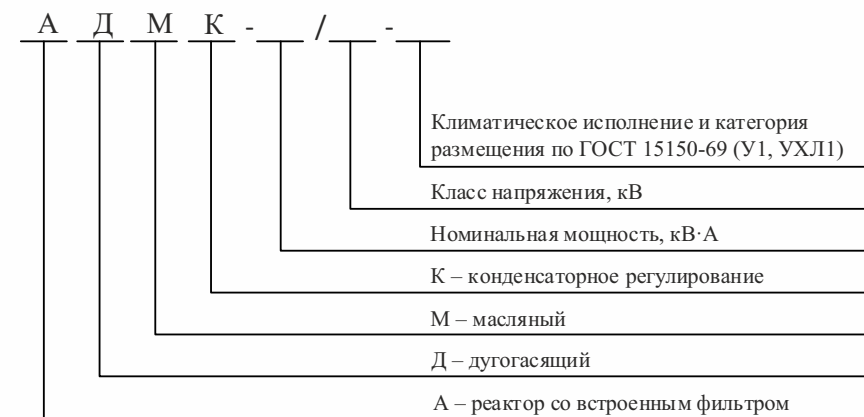 А Д М К - / -
Климатическое исполнение и категория
размещения по ГОСТ 15150-69 (У1, УХЛ1)
Класс напряжения, кВ
Номинальная мощность, кВ·А
К – конденсаторное регулирование
М – масляный
Д – дугогасящий
А – реактор со встроенным фильтром